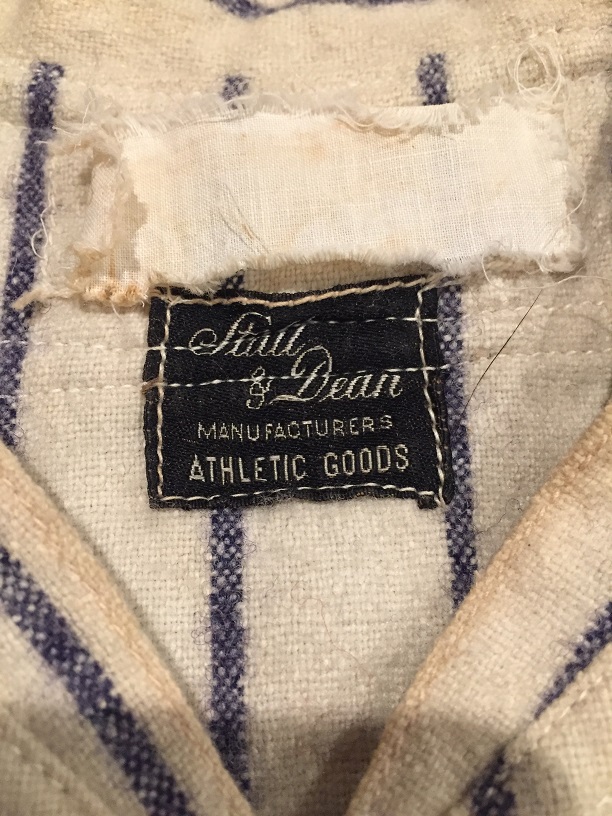 Stall
& Dean
MANUFACTURERS
ATHLETIC GOODS